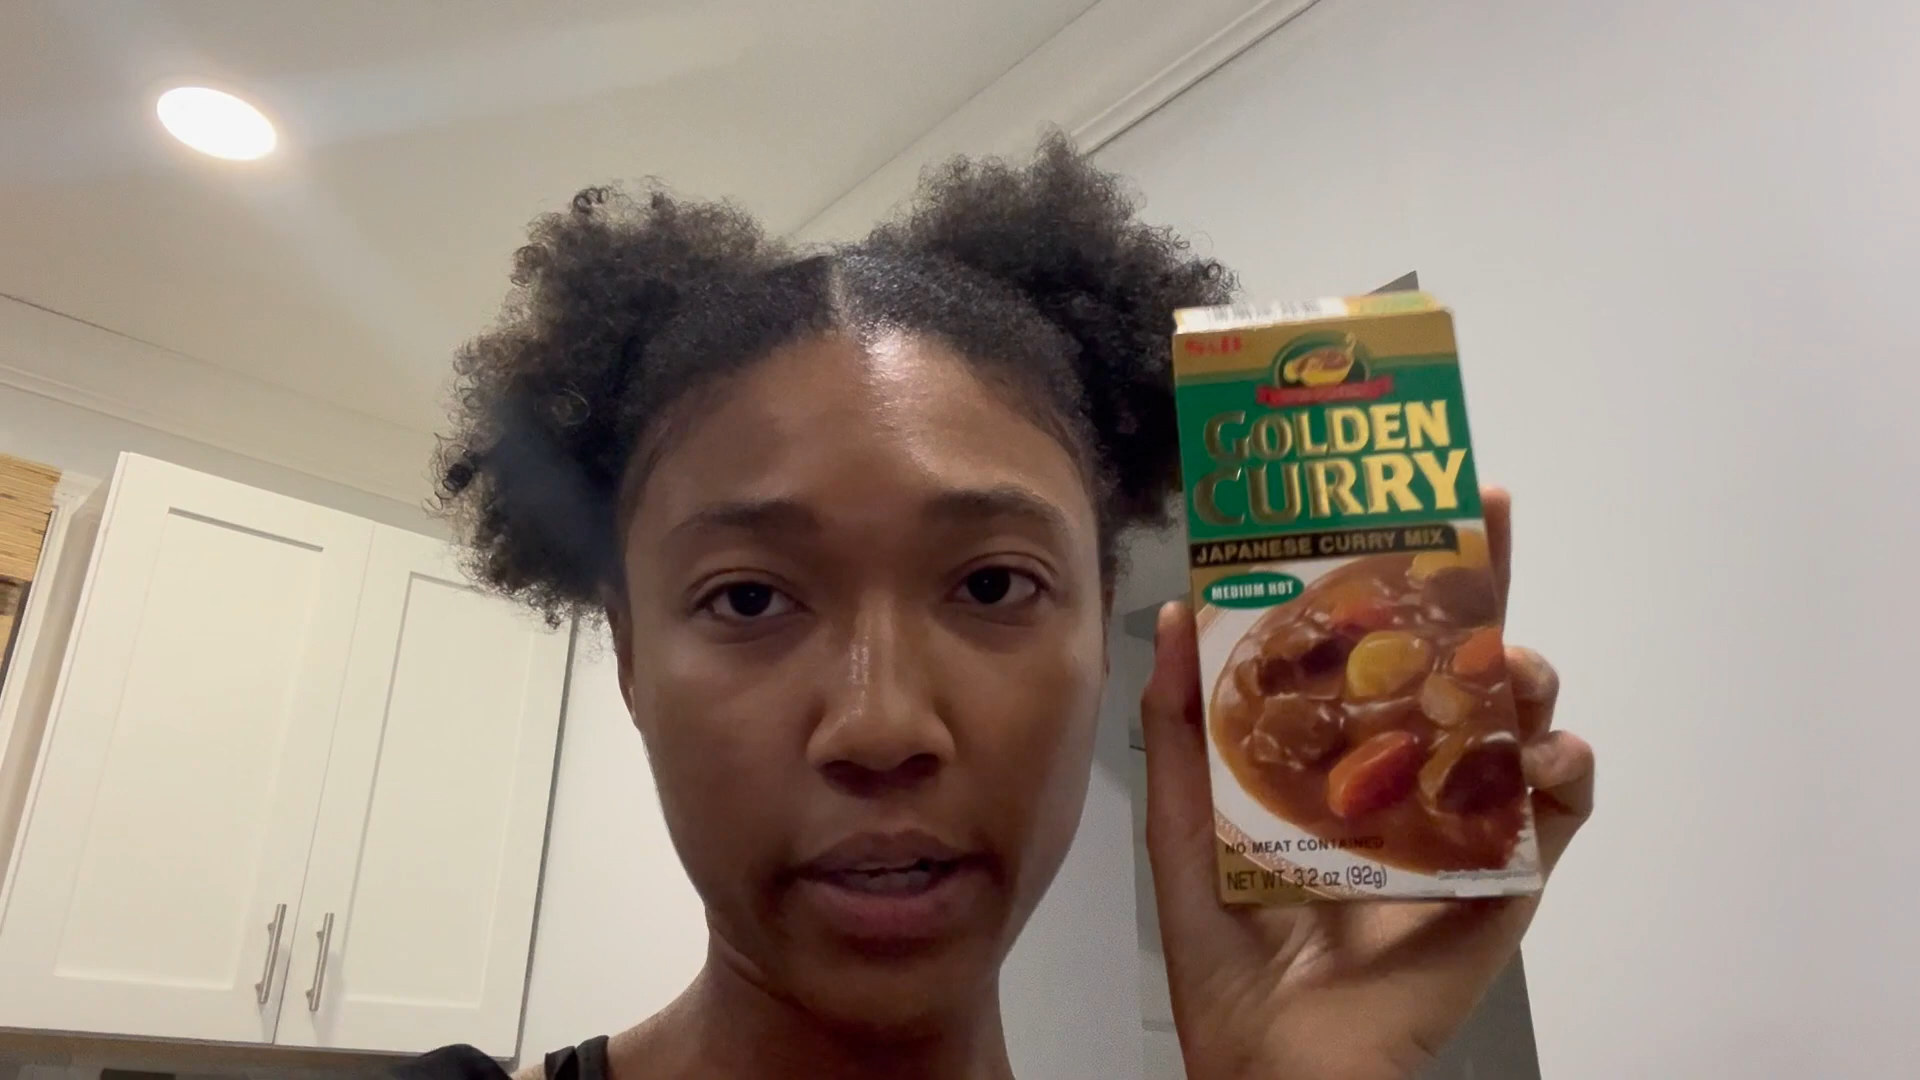 S&B
GOLDEN
CURRY
JAPANESE CURRY MIX
MEDIUM HOT
NO MEAT CONTAINED
NET WT. 3.2 oz (92g)